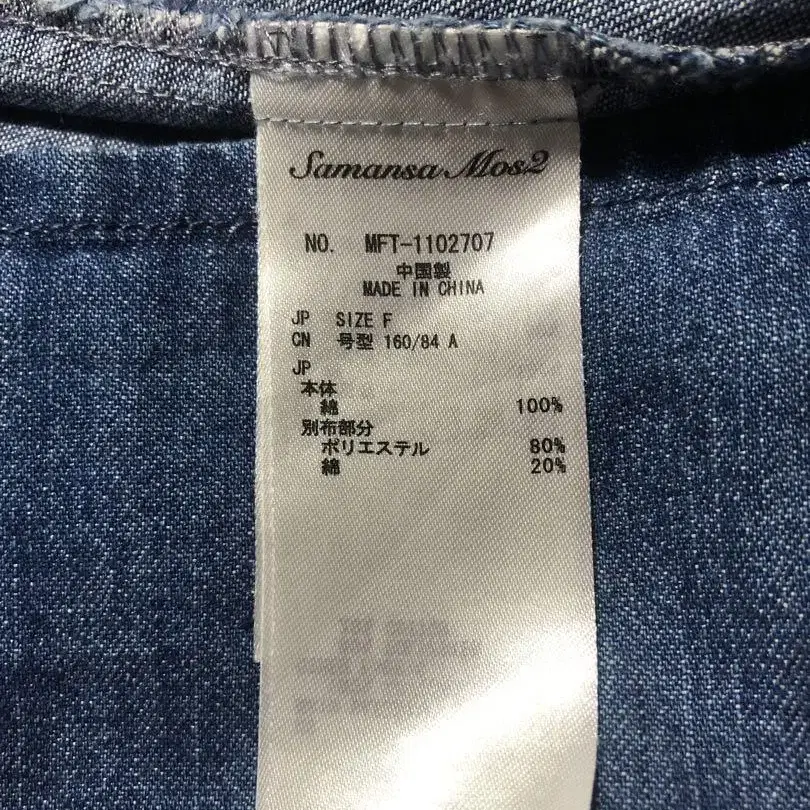 Samansa Mos2
NO. MFT-1102707
中国製
MADE IN CHINA
JP SIZE F
CN 号型 160/84 A
JP
本体
綿 100%
別布部分
ポリエステル 80%
綿 20%